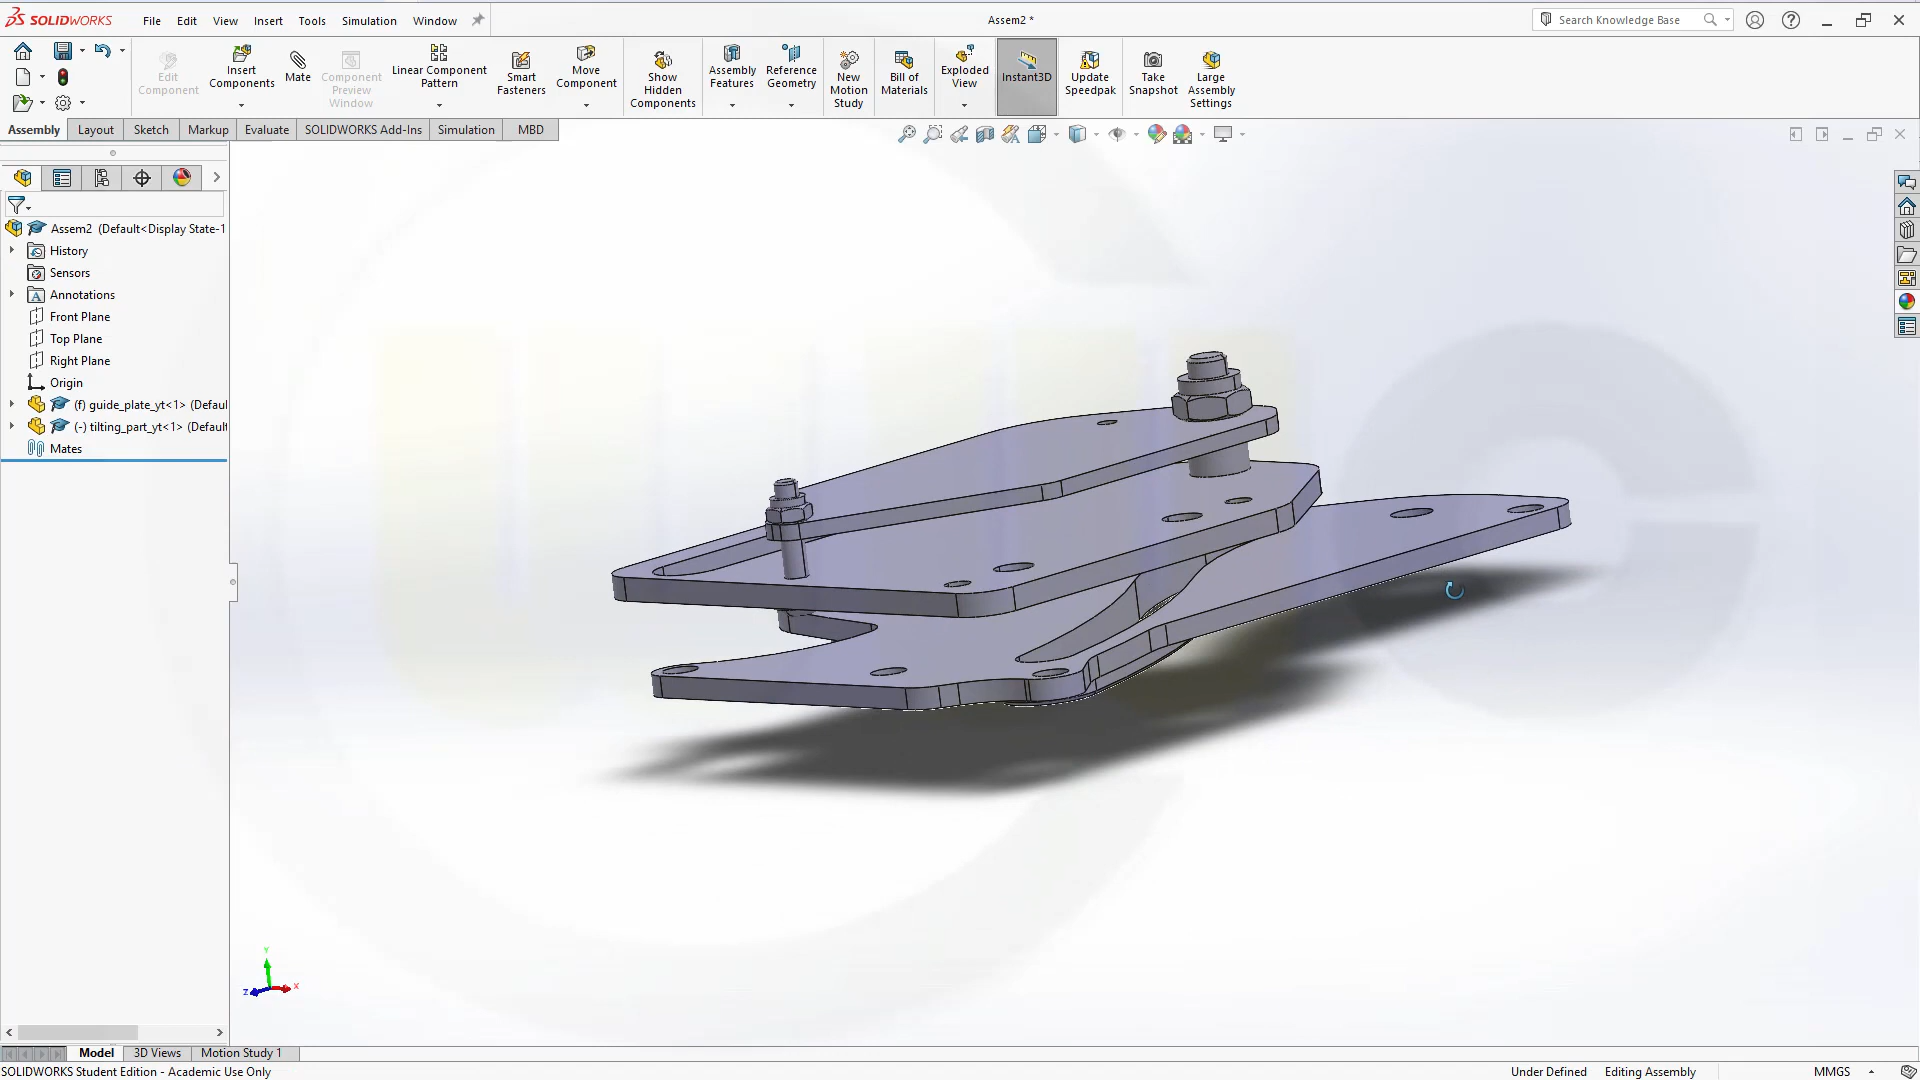 SOLIDWORKS File Edit View Insert Tools Simulation Window Assem2 * Search Knowledge Base
Edit Component
Insert Components
Mate
Component Preview Window
Linear Component Pattern
Smart Fasteners
Move Component
Show Hidden Components
Assembly Features
Reference Geometry
New Motion Study
Bill of Materials
Exploded View
Instant3D
Update Speedpak
Take Snapshot
Large Assembly Settings
Assembly Layout Sketch Markup Evaluate SOLIDWORKS Add-Ins Simulation MBD
Assem2 (Default<Display State-1
History
Sensors
Annotations
Front Plane
Top Plane
Right Plane
Origin
(f) guide_plate_yt<1> (Defaul
(-) tilting_part_yt<1> (Default
Mates
Y
Z X
Model 3D Views Motion Study 1
SOLIDWORKS Student Edition - Academic Use Only Under Defined Editing Assembly MMGS